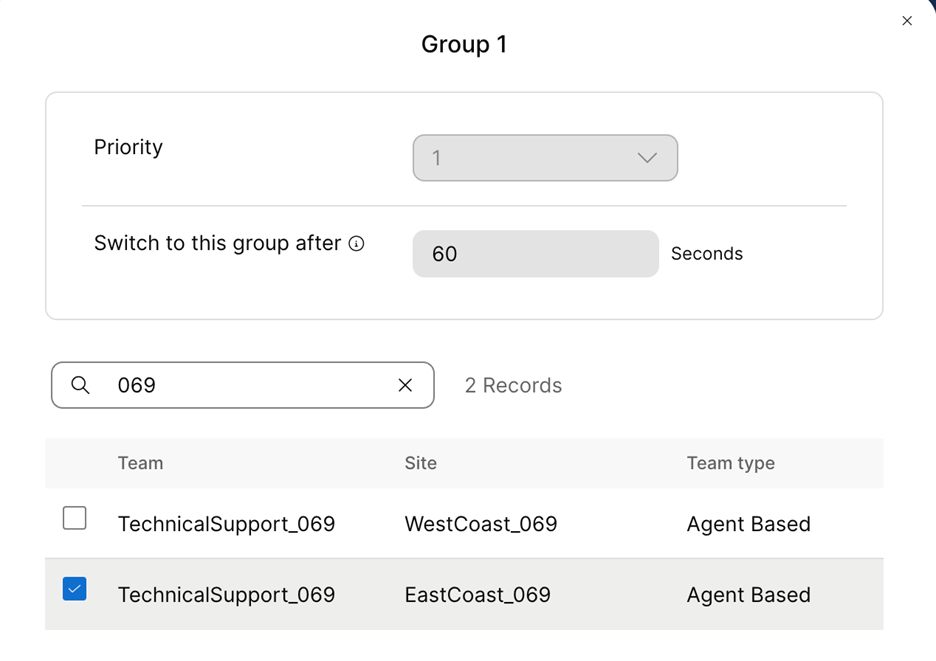 Group 1
Priority
1
Switch to this group after
60
Seconds
069
2 Records
Team Site Team type
TechnicalSupport_069 WestCoast_069 Agent Based
TechnicalSupport_069 EastCoast_069 Agent Based